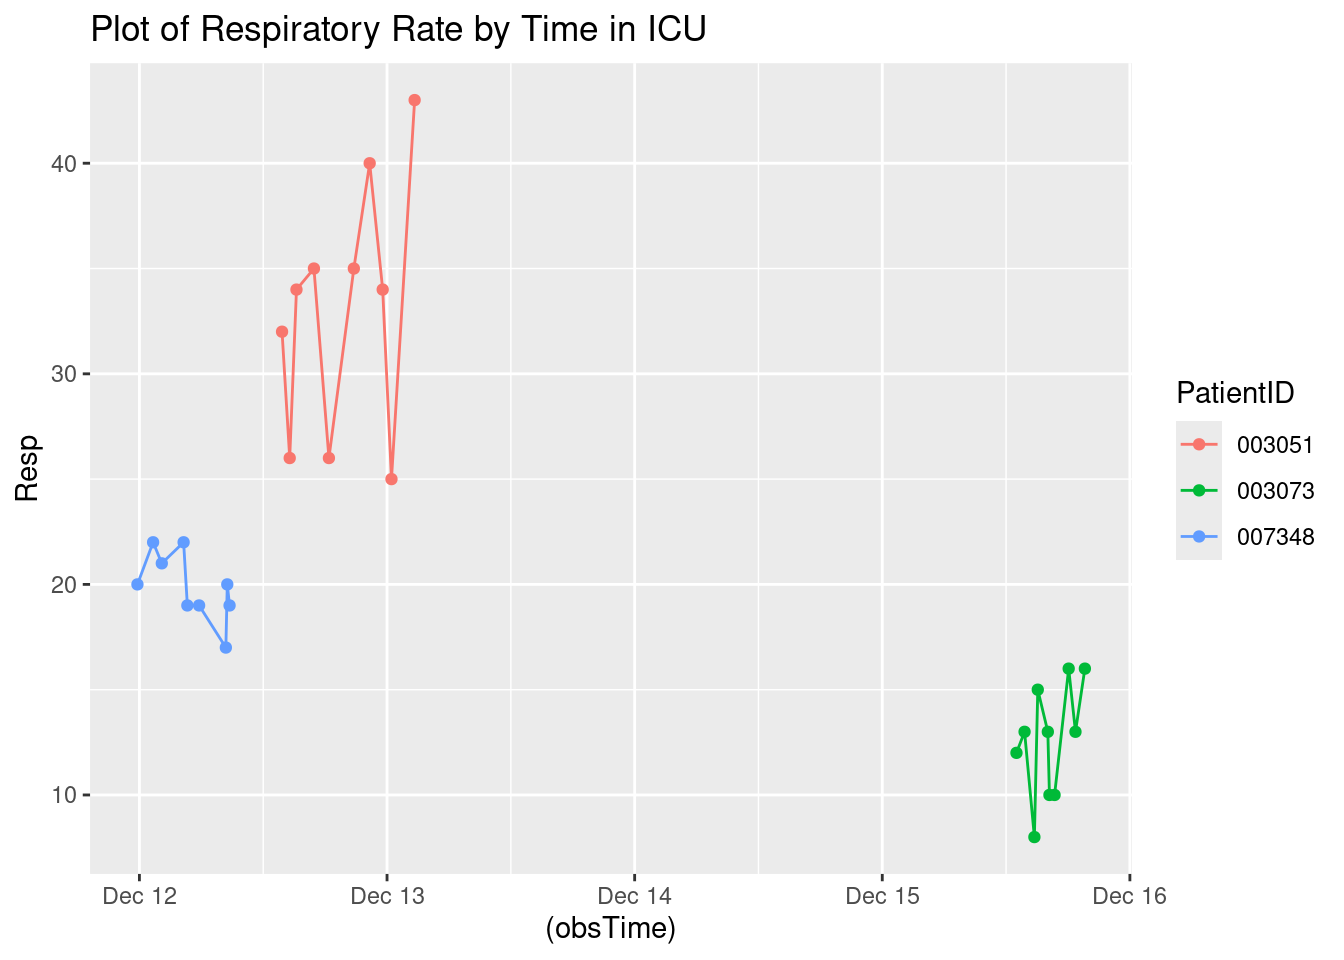 Plot of Respiratory Rate by Time in ICU
40
30
20
10
Resp
Dec 12
Dec 13
Dec 14
Dec 15
Dec 16
(obsTime)
PatientID
003051
003073
007348